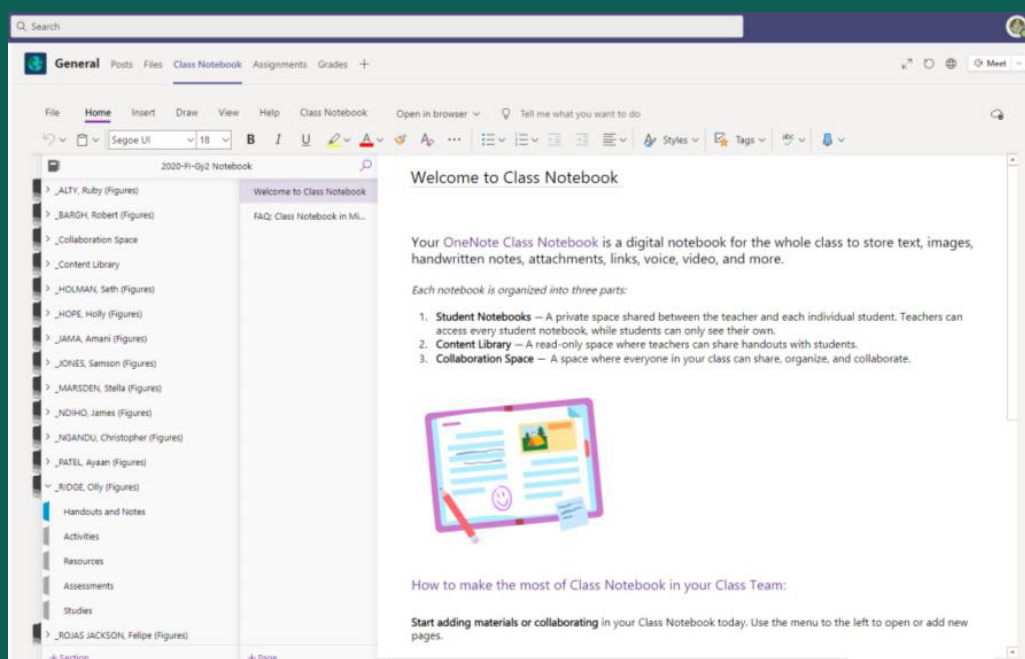 Search
General Posts Files Class Notebook Assignments Grades +
Meet
File Home Insert Draw View Help Class Notebook Open in browser Tell me what you want to do
Segoe UI 18 B I U A A ... Styles Tags abc
2020-FI-Gy2 Notebook
_ALTY, Ruby (Figures)
_BARGH, Robert (Figures)
_Collaboration Space
_Content Library
_HOLMAN, Seth (Figures)
_HOPE, Holly (Figures)
_JAMA, Amani (Figures)
_JONES, Samson (Figures)
_MARSDEN, Stella (Figures)
_NDIHO, James (Figures)
_NGANDU, Christopher (Figures)
_PATEL, Ayaan (Figures)
_RIDGE, Olly (Figures)
Handouts and Notes
Activities
Resources
Assessments
Studies
_ROJAS JACKSON, Felipe (Figures)
+ Section
Welcome to Class Notebook
FAQ: Class Notebook in Mi...
+ Page
Welcome to Class Notebook
Your OneNote Class Notebook is a digital notebook for the whole class to store text, images,
handwritten notes, attachments, links, voice, video, and more.
Each notebook is organized into three parts:
1. Student Notebooks — A private space shared between the teacher and each individual student. Teachers can
access every student notebook, while students can only see their own.
2. Content Library — A read-only space where teachers can share handouts with students.
3. Collaboration Space — A space where everyone in your class can share, organize, and collaborate.
How to make the most of Class Notebook in your Class Team:
Start adding materials or collaborating in your Class Notebook today. Use the menu to the left to open or add new
pages.